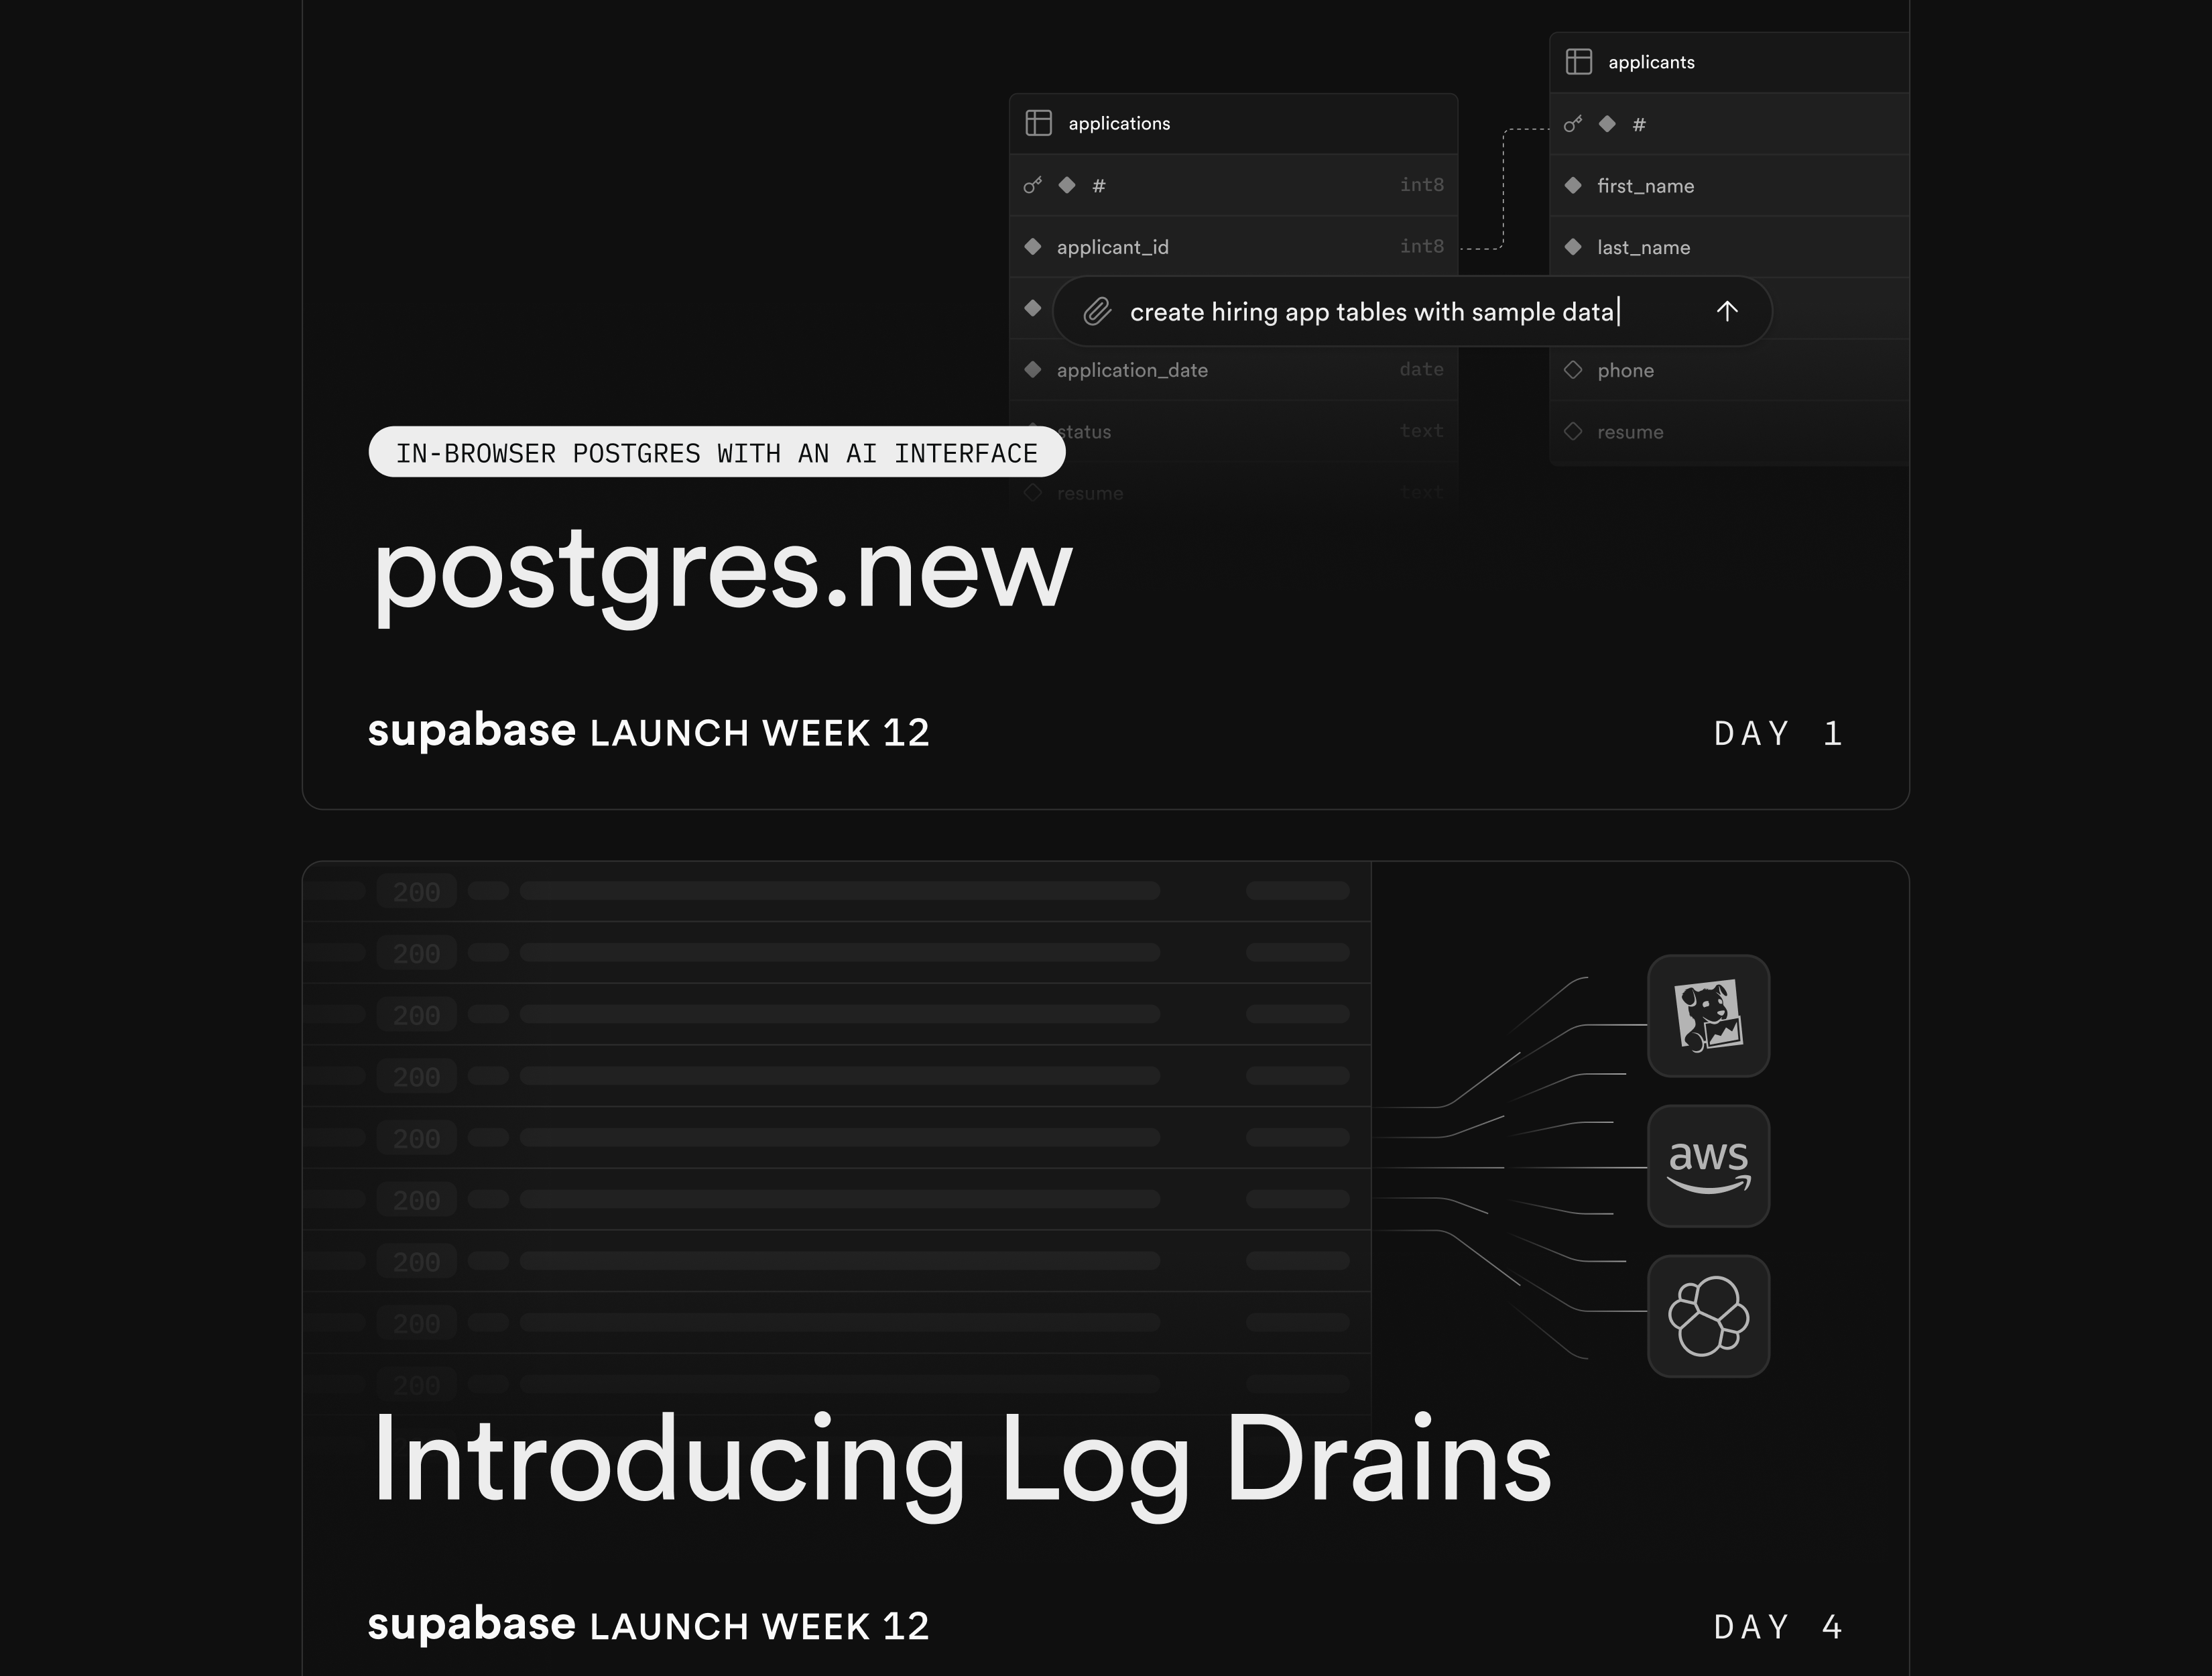 applicants
applications
#
#
int8
first_name
applicant_id
int8
last_name
create hiring app tables with sample data
application_date
date
phone
status
text
resume
IN-BROWSER POSTGRES WITH AN AI INTERFACE
resume
text
postgres.new
supabase LAUNCH WEEK 12
DAY 1
200
200
200
200
200
200
200
200
200
aws
Introducing Log Drains
supabase LAUNCH WEEK 12
DAY 4